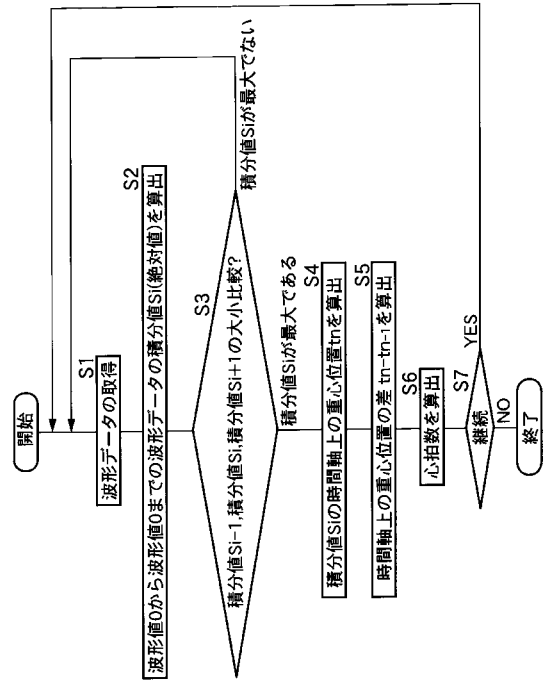 開始
S1
波形データの取得
S2
波形値0から波形値0までの波形データの積分値Si(絶対値)を算出
S3
積分値Si-1,積分値Si,積分値Si+1の大小比較?
積分値Siが最大でない
積分値Siが最大である
S4
積分値Siの時間軸上の重心位置tnを算出
S5
時間軸上の重心位置の差 tn-tn-1を算出
S6
心拍数を算出
S7
継続
YES
NO
終了